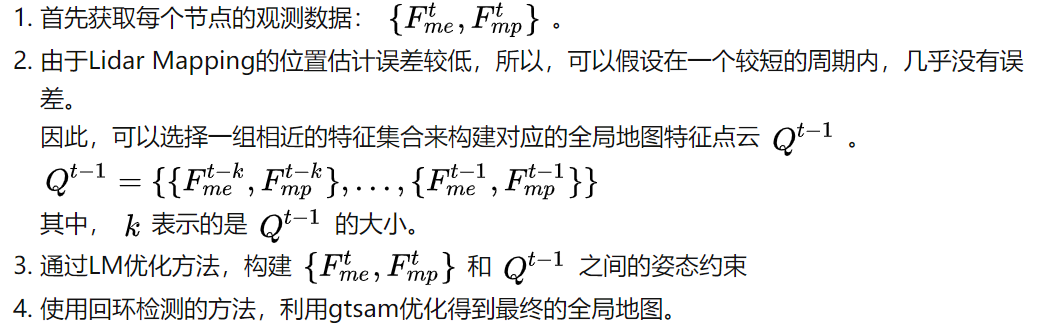 1. 首先获取每个节点的观测数据： $\{F_{me}^{t}, F_{mp}^{t}\}$ 。
2. 由于Lidar Mapping的位置估计误差较低，所以，可以假设在一个较短的周期内，几乎没有误
差。
因此，可以选择一组相近的特征集合来构建对应的全局地图特征点云 $Q^{t-1}$ 。
$Q^{t-1} = \{\{F_{me}^{t-k}, F_{mp}^{t-k}\}, \ldots, \{F_{me}^{t-1}, F_{mp}^{t-1}\}\}$
其中， $k$ 表示的是 $Q^{t-1}$ 的大小。
3. 通过LM优化方法，构建 $\{F_{me}^{t}, F_{mp}^{t}\}$ 和 $Q^{t-1}$ 之间的姿态约束
4. 使用回环检测的方法，利用gtsam优化得到最终的全局地图。